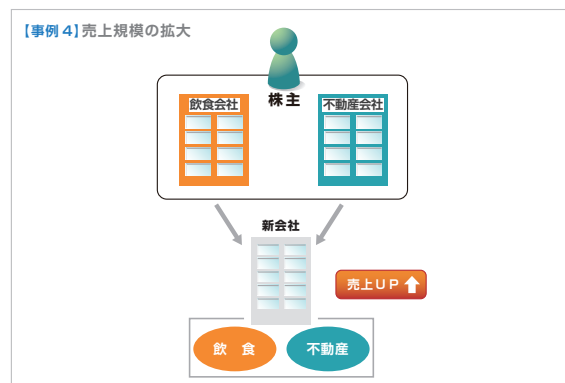 【事例4】売上規模の拡大
株主
飲食会社
不動産会社
新会社
売上UP
飲 食
不動産